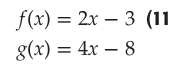 f(x) = 2x – 3 (11
g(x) = 4x – 8